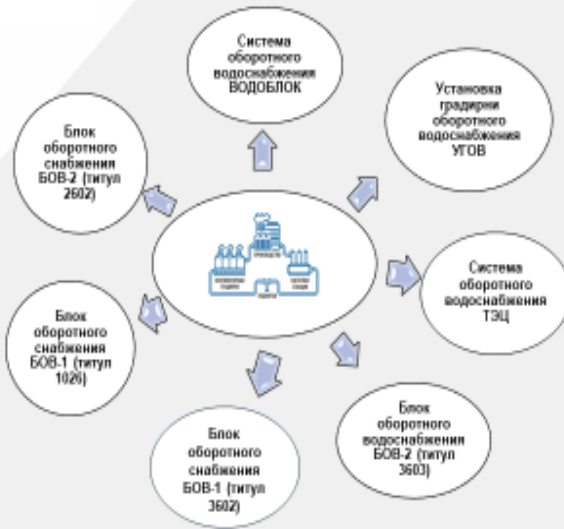 Система
оборотного
водоснабжения
ВОДОБЛОК
Установка
градирни
оборотного
водоснабжения
УГОВ
Система
оборотного
водоснабжения
ТЭЦ
Блок
оборотного
водоснабжения
БОВ-2 (титул
3603)
Блок
оборотного
снабжения
БОВ-1 (титул
3602)
Блок
оборотного
снабжения
БОВ-1 (титул
1026)
Блок
оборотного
снабжения
БОВ-2 (титул
2602)